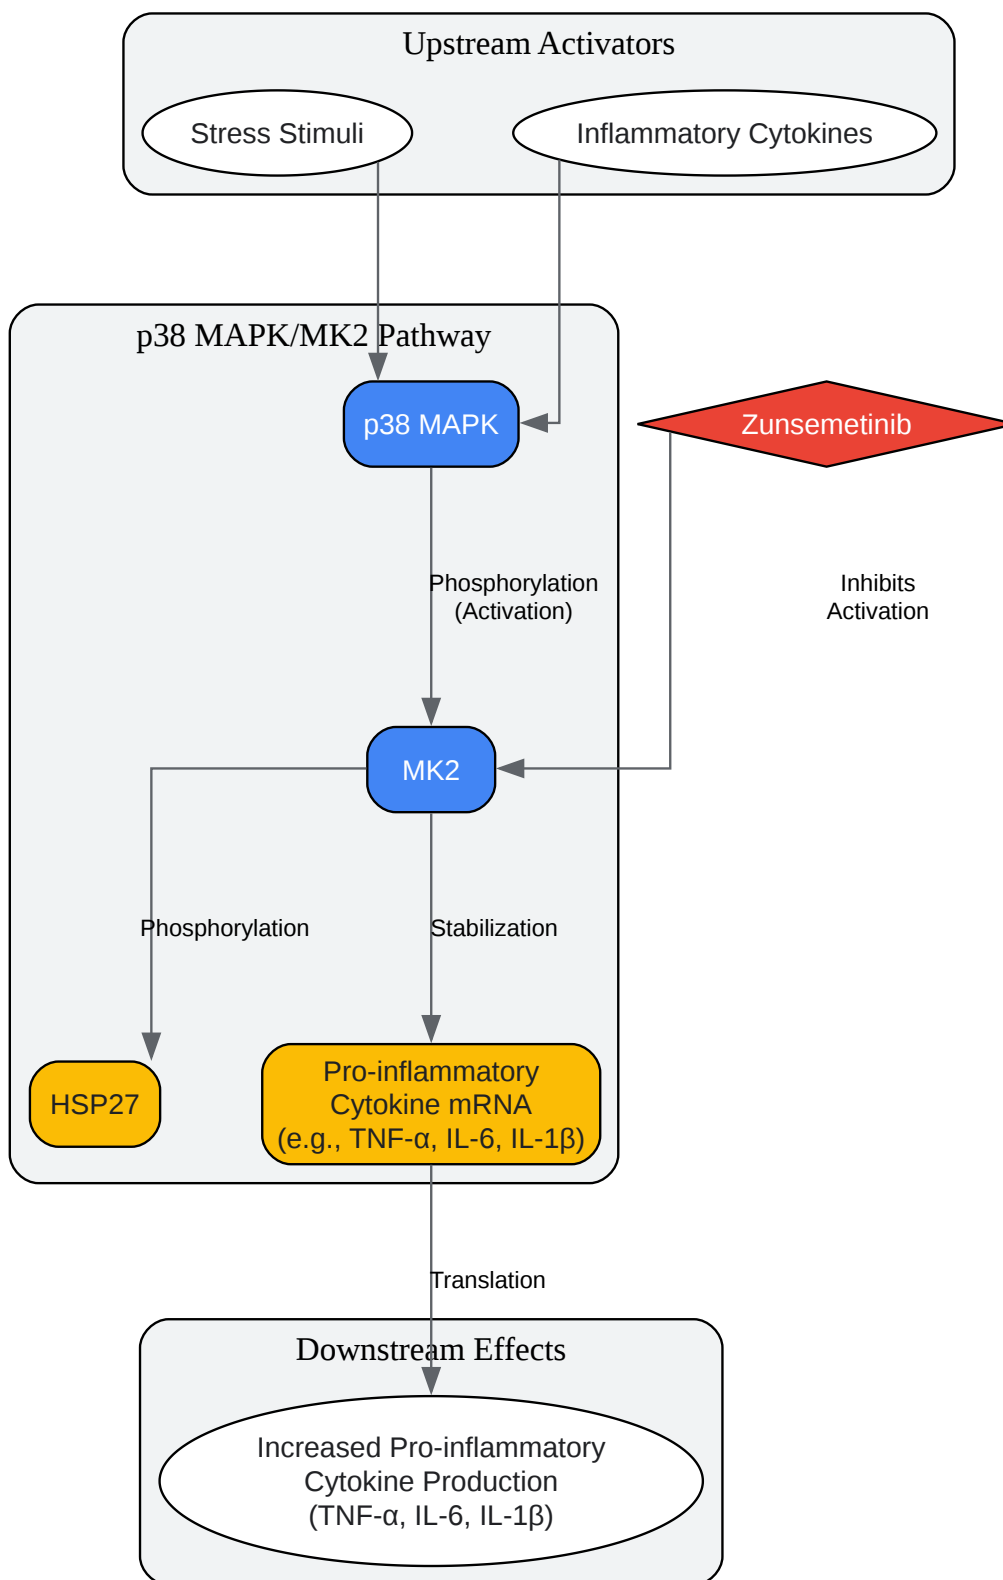 Upstream Activators
Stress Stimuli
Inflammatory Cytokines
p38 MAPK/MK2 Pathway
p38 MAPK
Zunsemetinib
Phosphorylation
(Activation)
Inhibits
Activation
MK2
Phosphorylation
Stabilization
HSP27
Pro-inflammatory
Cytokine mRNA
(e.g., TNF-α, IL-6, IL-1β)
Translation
Downstream Effects
Increased Pro-inflammatory
Cytokine Production
(TNF-α, IL-6, IL-1β)